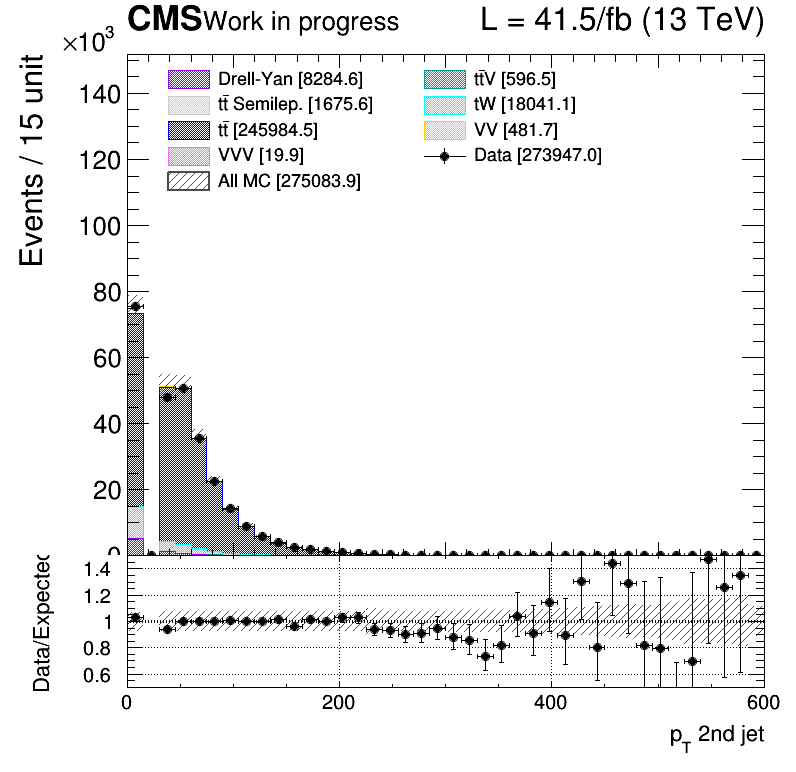 CMS Work in progress L = 41.5/fb (13 TeV)
×10³
Events / 15 unit
140
120
100
80
60
40
20
0
Drell-Yan [8284.6]
tt̄ Semilep. [1675.6]
tt̄ [245984.5]
VVV [19.9]
All MC [275083.9]
tt̄V [596.5]
tW [18041.1]
VV [481.7]
Data [273947.0]
Data/Expected
1.4
1.2
1
0.8
0.6
0 200 400 600
p_T 2nd jet